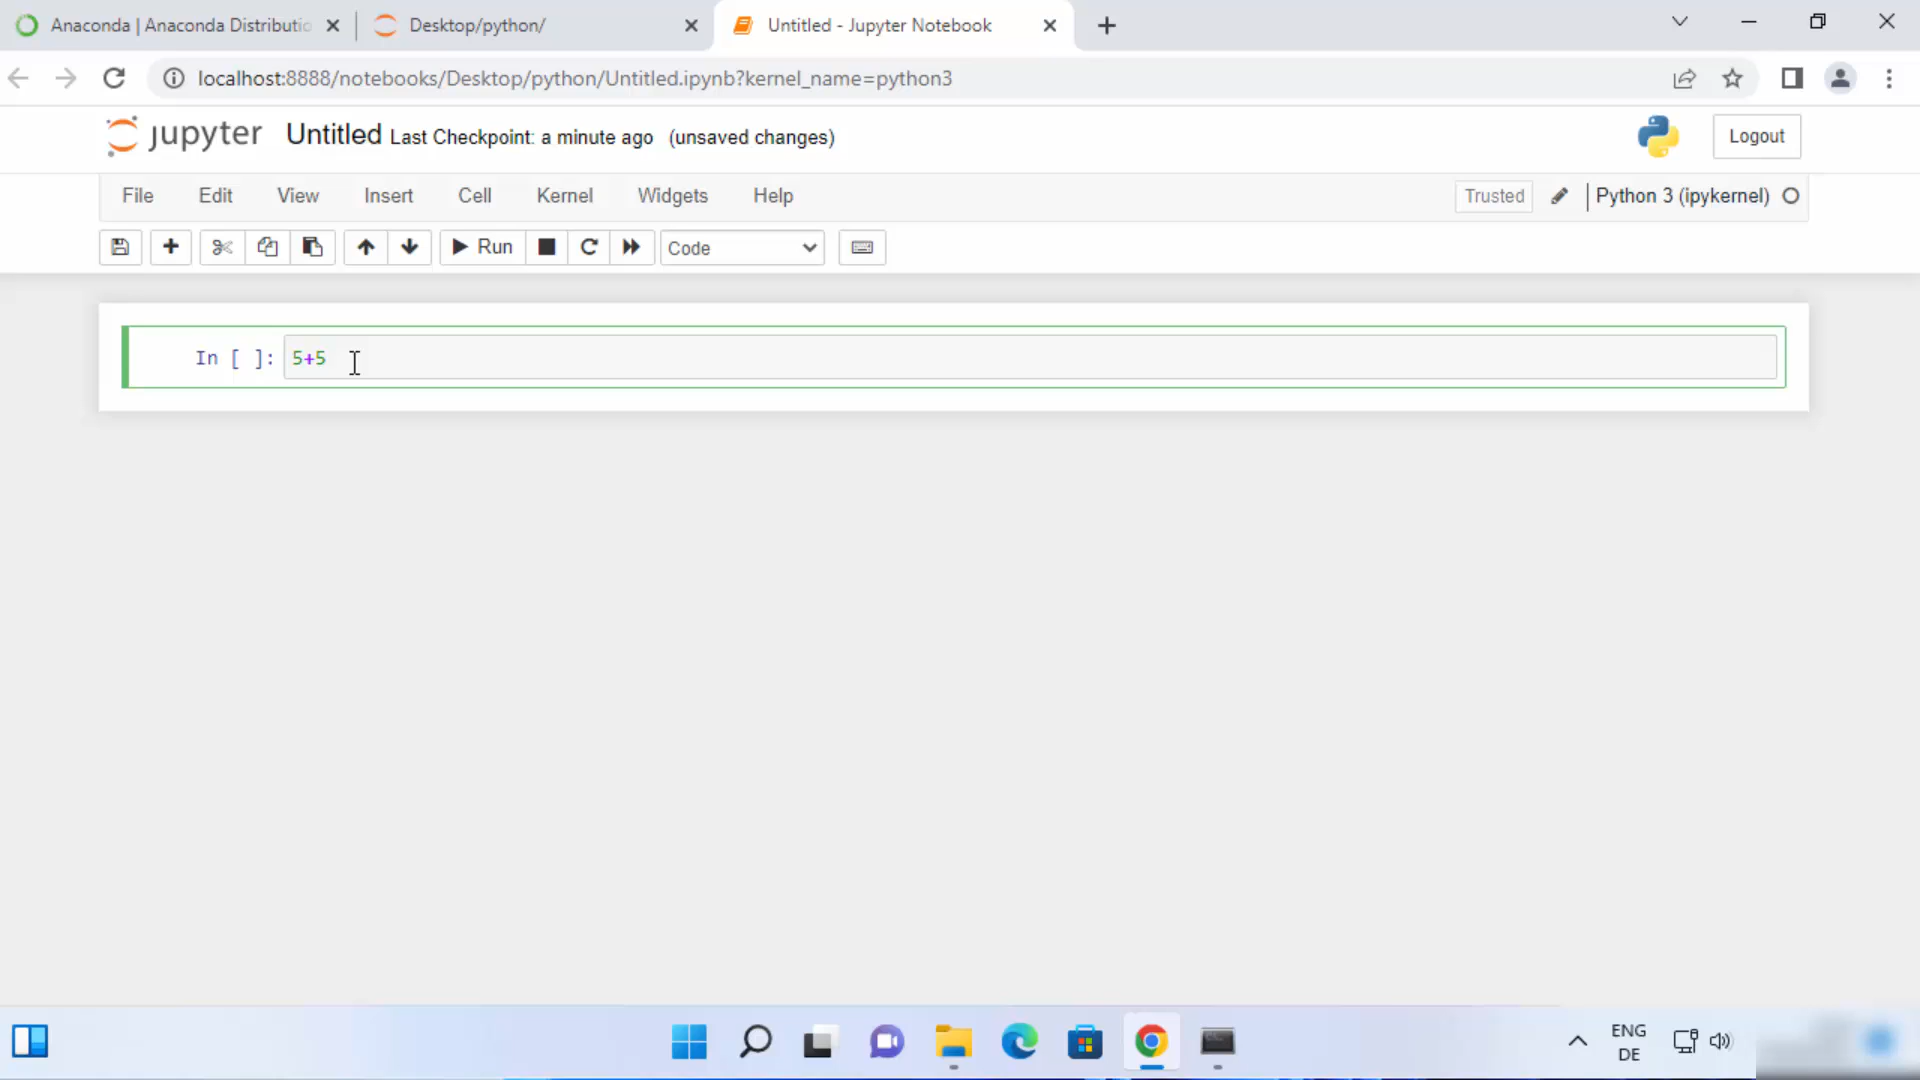 Anaconda | Anaconda Distributio
Desktop/python/
Untitled - Jupyter Notebook
localhost:8888/notebooks/Desktop/python/Untitled.ipynb?kernel_name=python3
jupyter Untitled Last Checkpoint: a minute ago (unsaved changes)
Logout
File Edit View Insert Cell Kernel Widgets Help
Trusted Python 3 (ipykernel)
Run Code
In [ ]: 5+5
ENG
DE